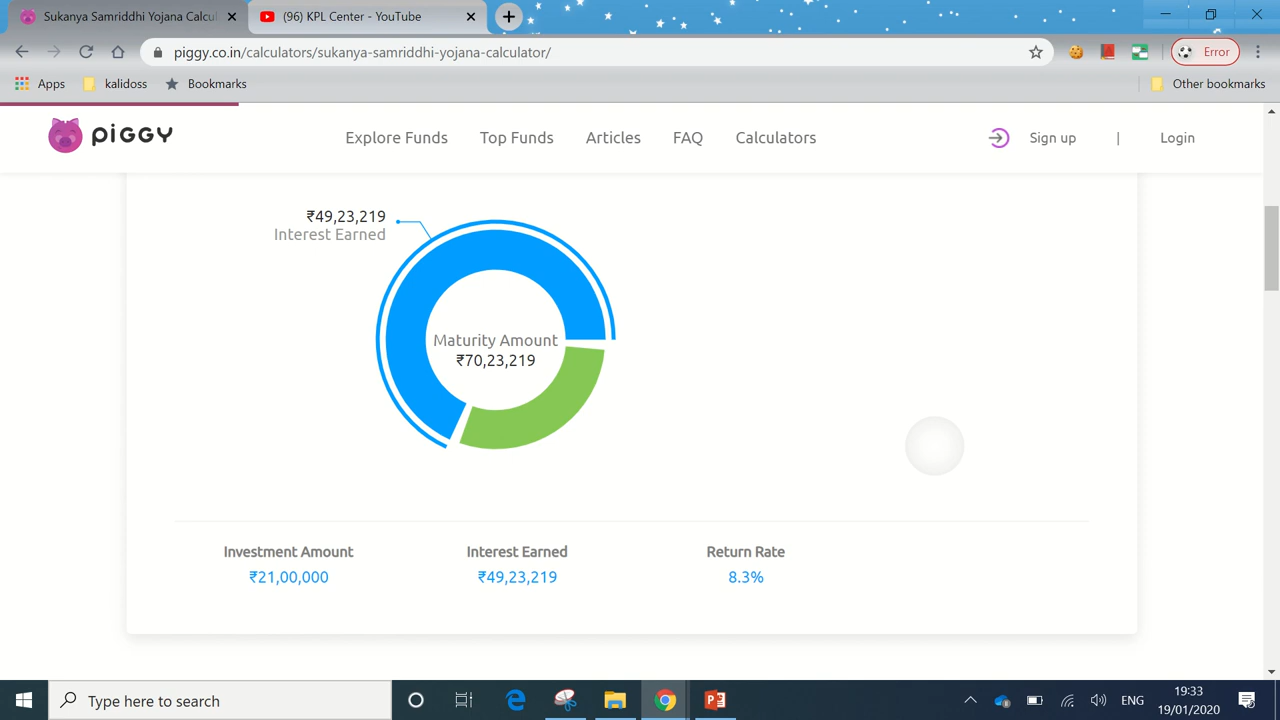 Sukanya Samriddhi Yojana Calcu
(96) KPL Center - YouTube
piggy.co.in/calculators/sukanya-samriddhi-yojana-calculator/
Error
Apps
kalidoss
Bookmarks
Other bookmarks
piggy
Explore Funds
Top Funds
Articles
FAQ
Calculators
Sign up
|
Login
₹49,23,219
Interest Earned
Maturity Amount
₹70,23,219
Investment Amount
Interest Earned
Return Rate
₹21,00,000
₹49,23,219
8.3%
Type here to search
ENG
19:33
19/01/2020